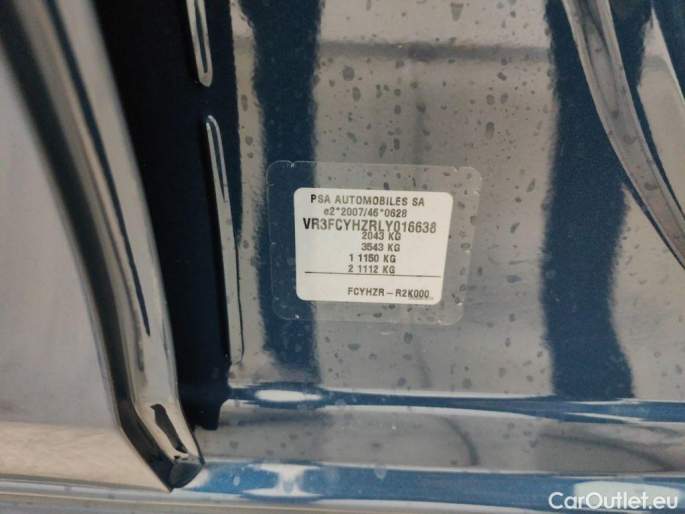 PSA AUTOMOBILES SA
e2*2007/46*0628
VR3FCYHZRLY016638
2043 KG
3543 KG
1 1150 KG
2 1112 KG
FCYHZR-R2K000
CarOutlet.eu